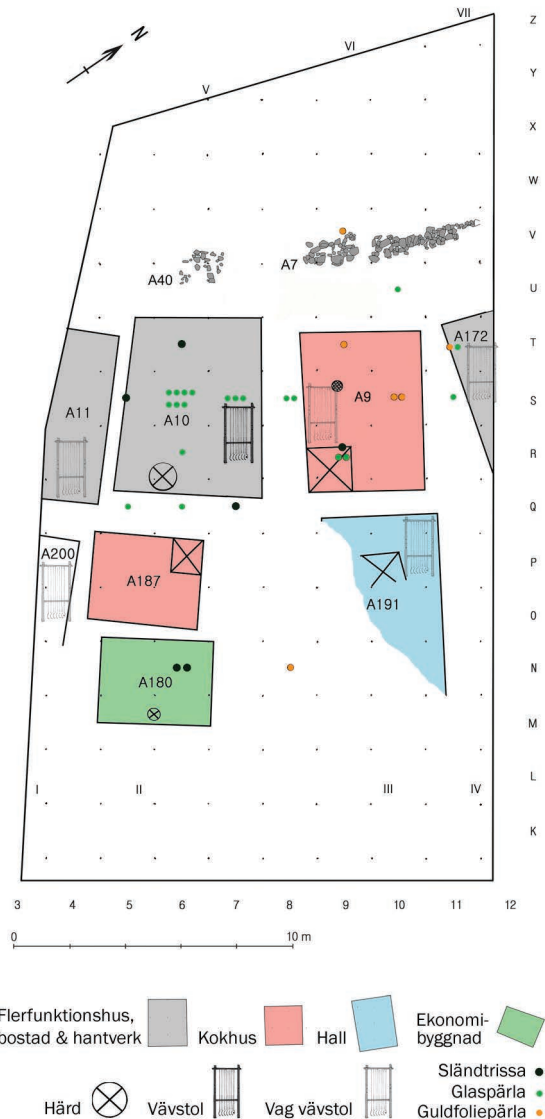 VII
Z
N
VI
Y
V
X
W
V
A40
A7
U
A172
T
A11
A10
A9
S
R
Q
A200
A187
P
A191
O
A180
N
M
I
II
III
IV
L
K
3 4 5 6 7 8 9 10 11 12
0 10 m
Flerfunktionshus,
bostad & hantverk
Kokhus
Hall
Ekonomi-
byggnad
Härd
Vävstol
Vag vävstol
Sländtrissa
Glaspärla
Guldfoliepärla